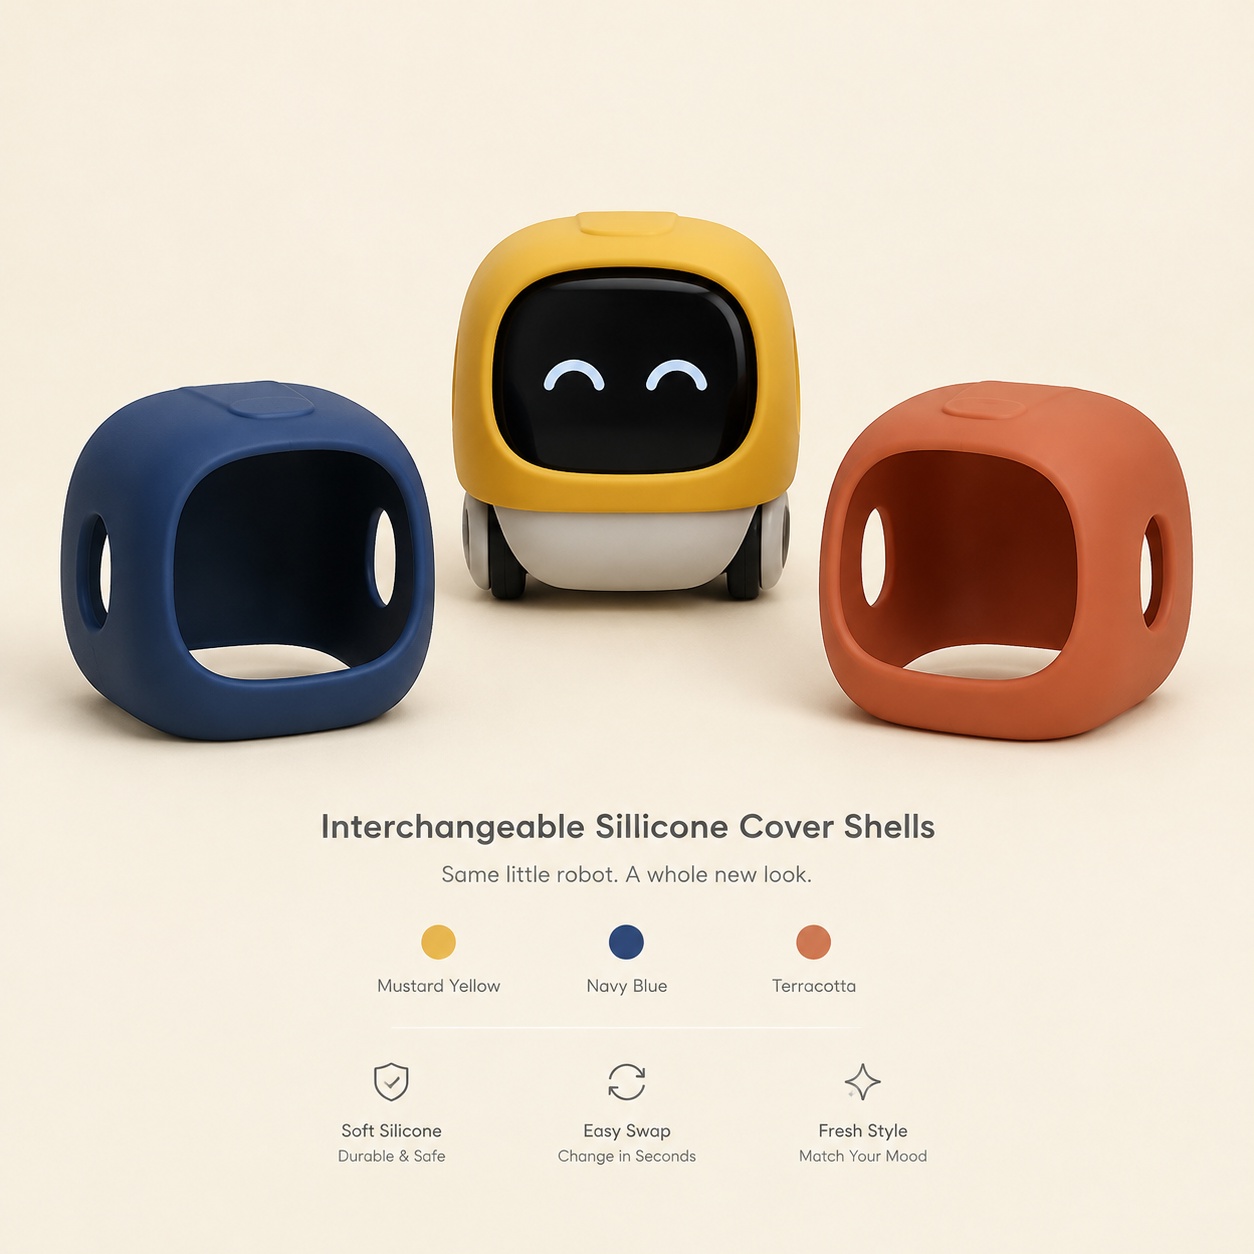 Interchangeable Sillicone Cover Shells
Same little robot. A whole new look.
Mustard Yellow
Navy Blue
Terracotta
Soft Silicone
Durable & Safe
Easy Swap
Change in Seconds
Fresh Style
Match Your Mood